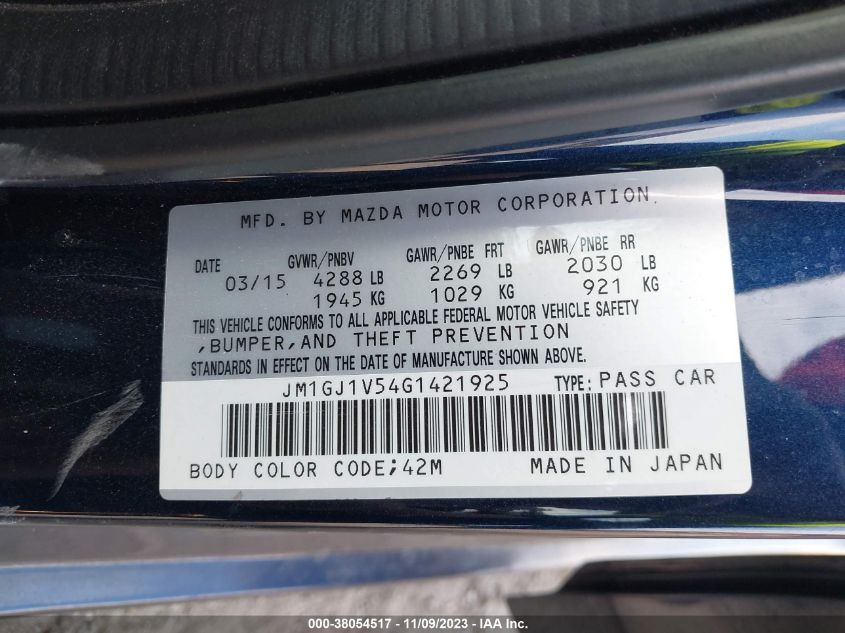 MFD. BY MAZDA MOTOR CORPORATION.
DATE GVWR/PNBV GAWR/PNBE FRT GAWR/PNBE RR
03/15 4288 LB 2269 LB 2030 LB
1945 KG 1029 KG 921 KG
THIS VEHICLE CONFORMS TO ALL APPLICABLE FEDERAL MOTOR VEHICLE SAFETY
,BUMPER,AND THEFT PREVENTION
STANDARDS IN EFFECT ON THE DATE OF MANUFACTURE SHOWN ABOVE.
JM1GJ1V54G1421925 TYPE: PASS CAR
BODY COLOR CODE;42M MADE IN JAPAN
000-38054517 - 11/09/2023 - IAA Inc.